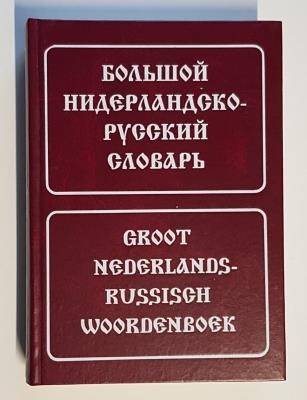 БОЛЬШОЙ
НИДЕРЛАНДСКО-
РУССКИЙ
СЛОВАРЬ
GROOT
NEDERLANDS-
RUSSISCH
WOORDENBOEK